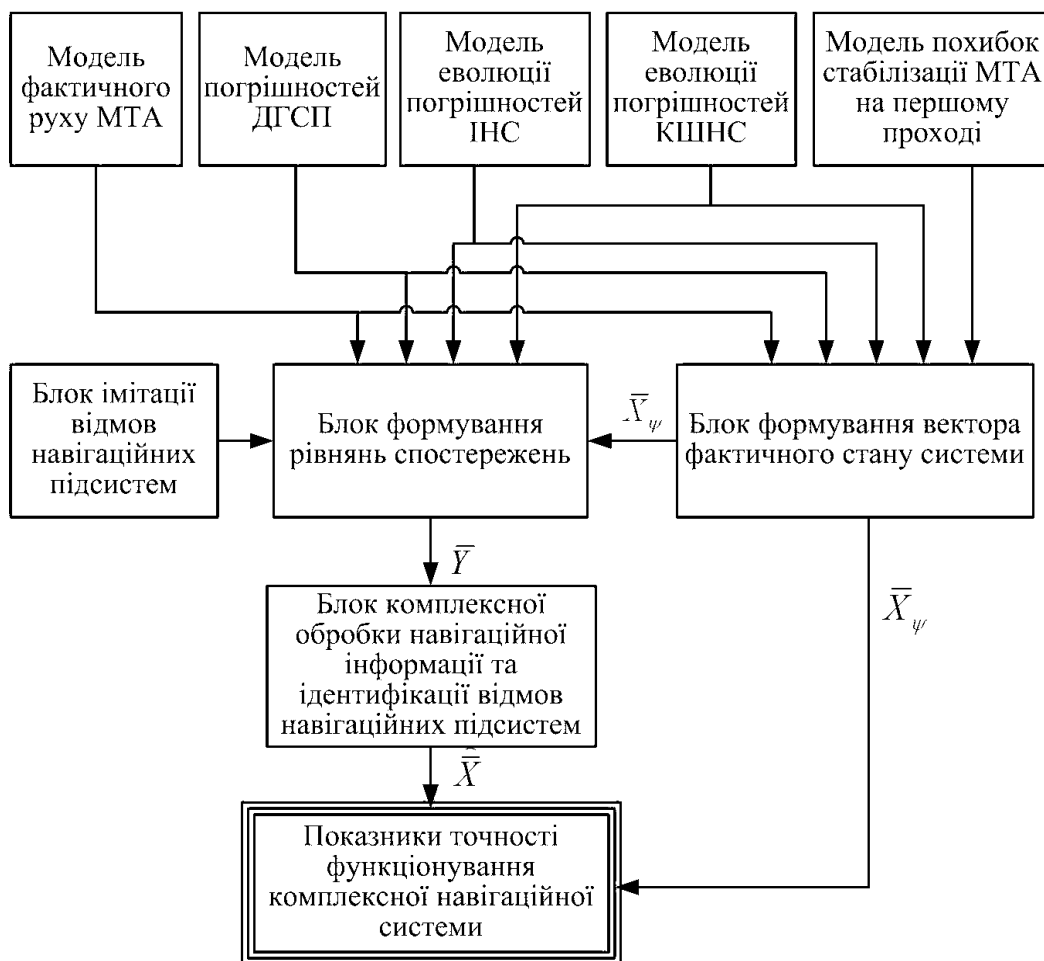 Модель
фактичного
руху МТА
Модель
погрішностей
ДГСП
Модель
еволюції
погрішностей
ІНС
Модель
еволюції
погрішностей
КШНС
Модель похибок
стабілізації МТА
на першому
проході
Блок імітації
відмов
навігаційних
підсистем
Блок формування
рівнянь спостережень
X̅ψ
Блок формування вектора
фактичного стану системи
Y̅
X̅ψ
Блок комплексної
обробки навігаційної
інформації та
ідентифікації відмов
навігаційних підсистем
X̅̂
Показники точності
функціонування
комплексної навігаційної
системи